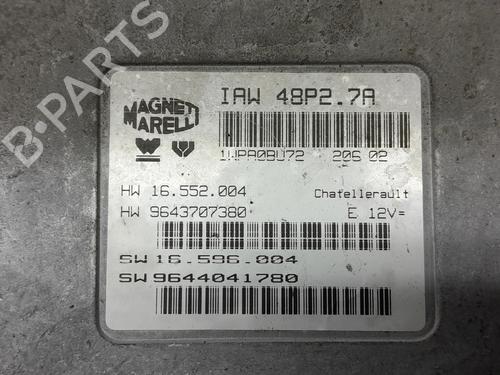 B-PARTS
MAGNETI
MARELLI
IAW 48P2.7A
1WPA0BU72 206 02
HW 16.552.004 Chatellerault
HW 9643707380 E 12V=
SW 16.596.004
SW 9644041780